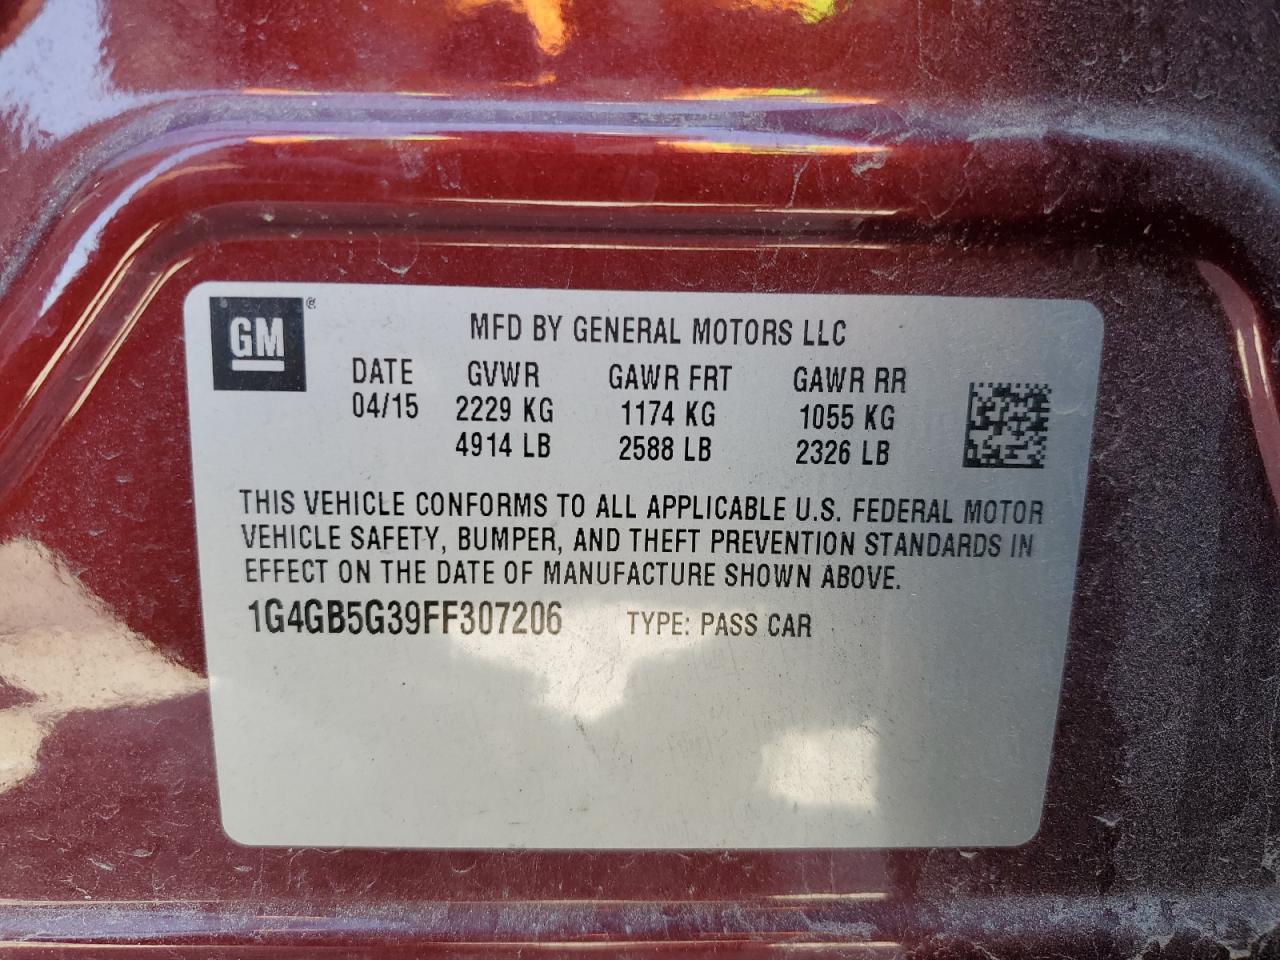 GM ®
MFD BY GENERAL MOTORS LLC
DATE GVWR GAWR FRT GAWR RR
04/15 2229 KG 1174 KG 1055 KG
4914 LB 2588 LB 2326 LB
THIS VEHICLE CONFORMS TO ALL APPLICABLE U.S. FEDERAL MOTOR
VEHICLE SAFETY, BUMPER, AND THEFT PREVENTION STANDARDS IN
EFFECT ON THE DATE OF MANUFACTURE SHOWN ABOVE.
1G4GB5G39FF307206 TYPE: PASS CAR